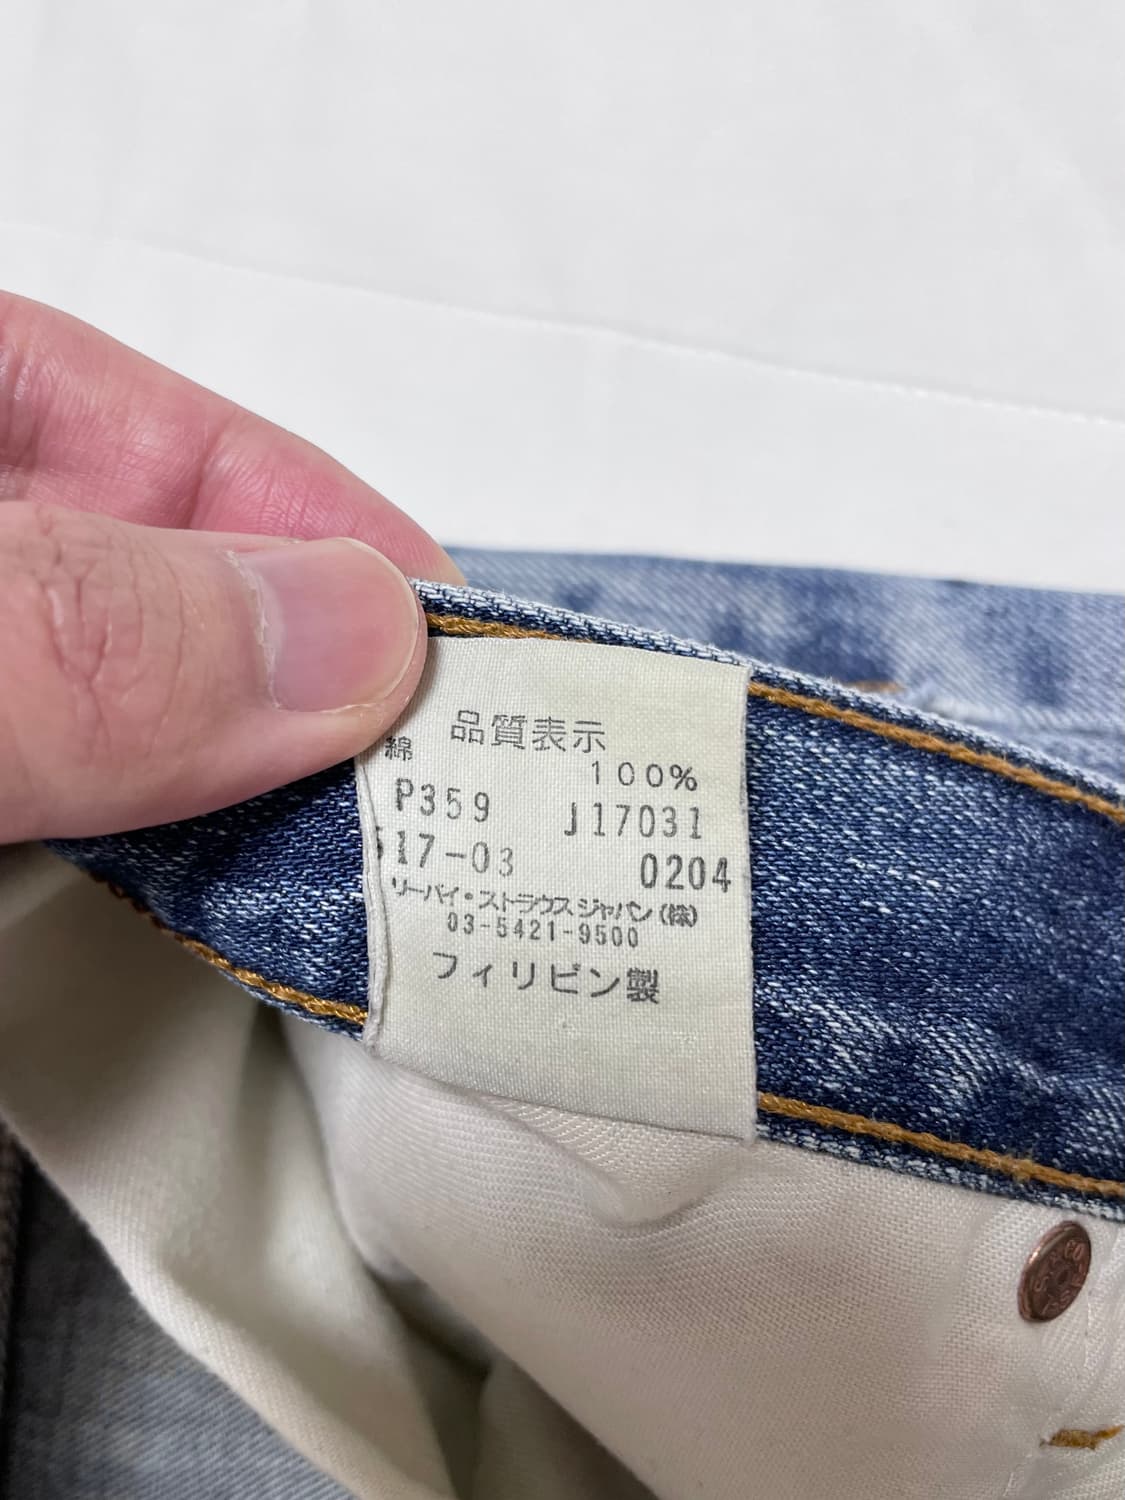 品質表示
綿 100%
P359 J17031
517-03 0204
リーバイ・ストラウス ジャパン(株)
03-5421-9500
フィリピン製